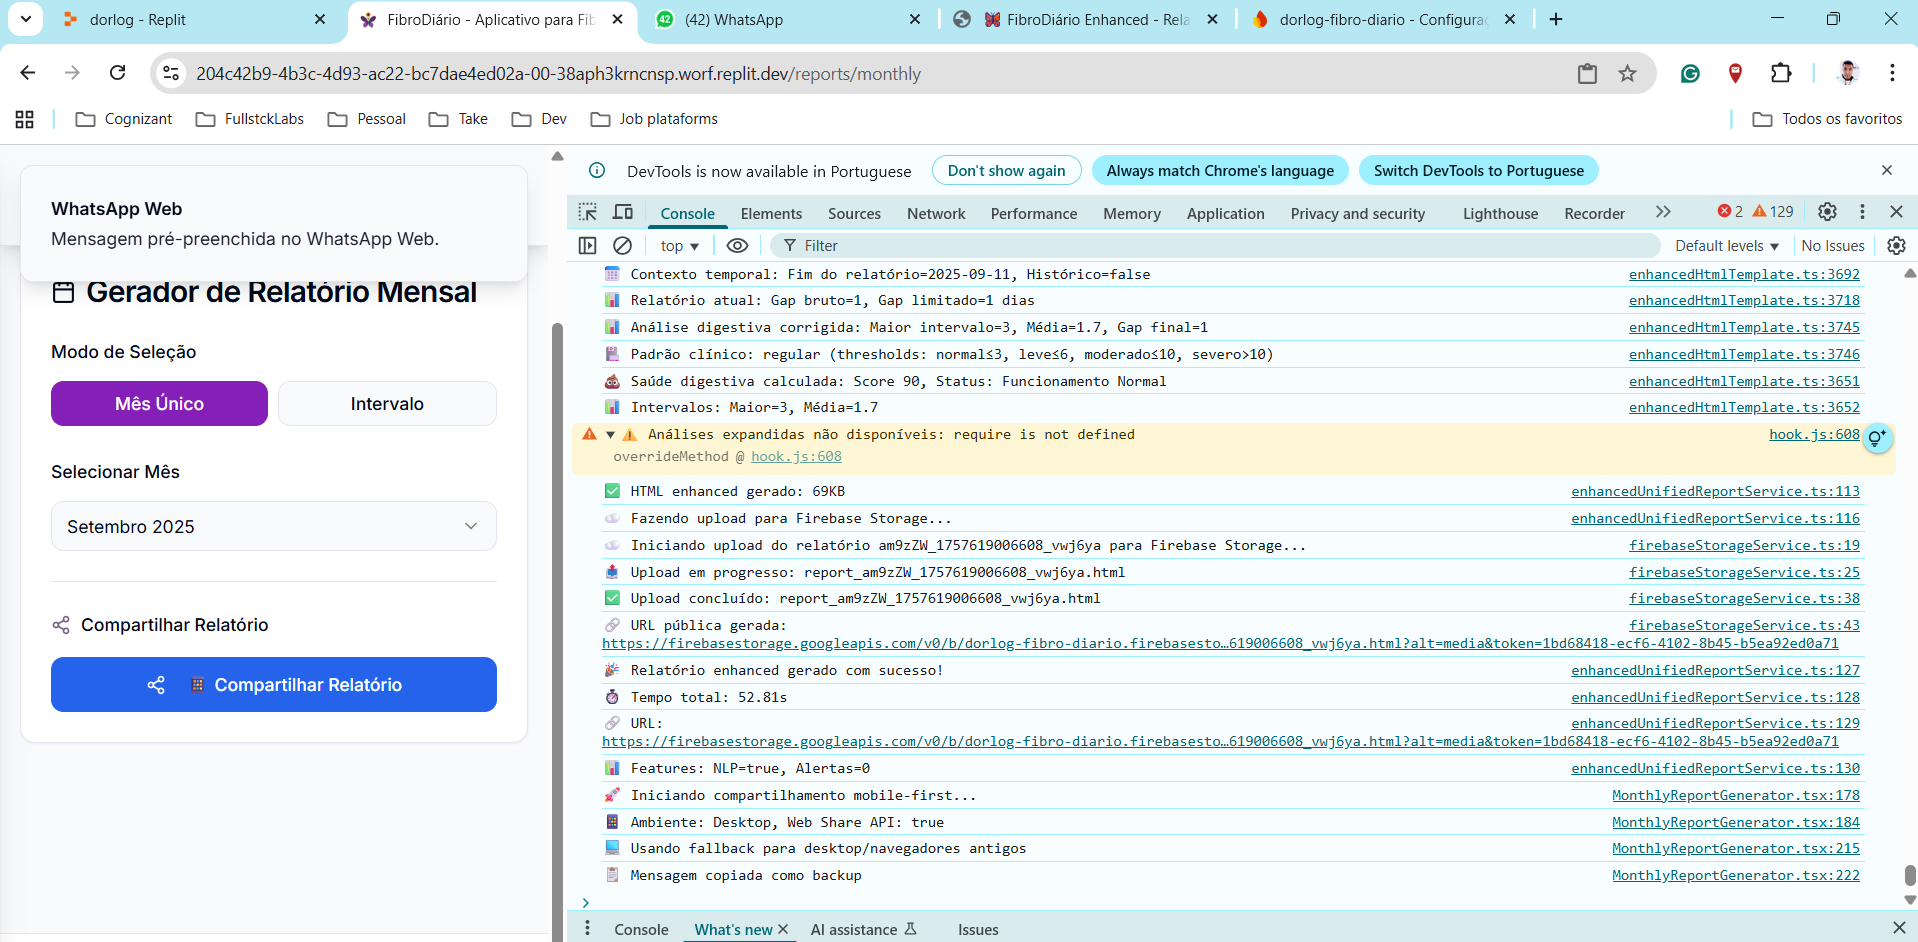 dorlog - Replit
FibroDiário - Aplicativo para Fib
42
(42) WhatsApp
FibroDiário Enhanced - Rela
dorlog-fibro-diario - Configuraç
204c42b9-4b3c-4d93-ac22-bc7dae4ed02a-00-38aph3krncnsp.worf.replit.dev/reports/monthly
Cognizant
FullstckLabs
Pessoal
Take
Dev
Job plataforms
Todos os favoritos
WhatsApp Web
Mensagem pré-preenchida no WhatsApp Web.
Gerador de Relatório Mensal
Modo de Seleção
Mês Único
Intervalo
Selecionar Mês
Setembro 2025
Compartilhar Relatório
Compartilhar Relatório
DevTools is now available in Portuguese
Don't show again
Always match Chrome's language
Switch DevTools to Portuguese
Console
Elements
Sources
Network
Performance
Memory
Application
Privacy and security
Lighthouse
Recorder
2
129
top
Filter
Default levels
No Issues
Contexto temporal: Fim do relatório=2025-09-11, Histórico=false enhancedHtmlTemplate.ts:3692
Relatório atual: Gap bruto=1, Gap limitado=1 dias enhancedHtmlTemplate.ts:3718
Análise digestiva corrigida: Maior intervalo=3, Média=1.7, Gap final=1 enhancedHtmlTemplate.ts:3745
Padrão clínico: regular (thresholds: normal≤3, leve≤6, moderado≤10, severo>10) enhancedHtmlTemplate.ts:3746
Saúde digestiva calculada: Score 90, Status: Funcionamento Normal enhancedHtmlTemplate.ts:3651
Intervalos: Maior=3, Média=1.7 enhancedHtmlTemplate.ts:3652
Análises expandidas não disponíveis: require is not defined hook.js:608
overrideMethod @ hook.js:608
HTML enhanced gerado: 69KB enhancedUnifiedReportService.ts:113
Fazendo upload para Firebase Storage... enhancedUnifiedReportService.ts:116
Iniciando upload do relatório am9zZW_1757619006608_vwj6ya para Firebase Storage... firebaseStorageService.ts:19
Upload em progresso: report_am9zZW_1757619006608_vwj6ya.html firebaseStorageService.ts:25
Upload concluído: report_am9zZW_1757619006608_vwj6ya.html firebaseStorageService.ts:38
URL pública gerada: firebaseStorageService.ts:43
https://firebasestorage.googleapis.com/v0/b/dorlog-fibro-diario.firebasesto…619006608_vwj6ya.html?alt=media&token=1bd68418-ecf6-4102-8b45-b5ea92ed0a71
Relatório enhanced gerado com sucesso! enhancedUnifiedReportService.ts:127
Tempo total: 52.81s enhancedUnifiedReportService.ts:128
URL: enhancedUnifiedReportService.ts:129
https://firebasestorage.googleapis.com/v0/b/dorlog-fibro-diario.firebasesto…619006608_vwj6ya.html?alt=media&token=1bd68418-ecf6-4102-8b45-b5ea92ed0a71
Features: NLP=true, Alertas=0 enhancedUnifiedReportService.ts:130
Iniciando compartilhamento mobile-first... MonthlyReportGenerator.tsx:178
Ambiente: Desktop, Web Share API: true MonthlyReportGenerator.tsx:184
Usando fallback para desktop/navegadores antigos MonthlyReportGenerator.tsx:215
Mensagem copiada como backup MonthlyReportGenerator.tsx:222
Console
What's new
AI assistance
Issues